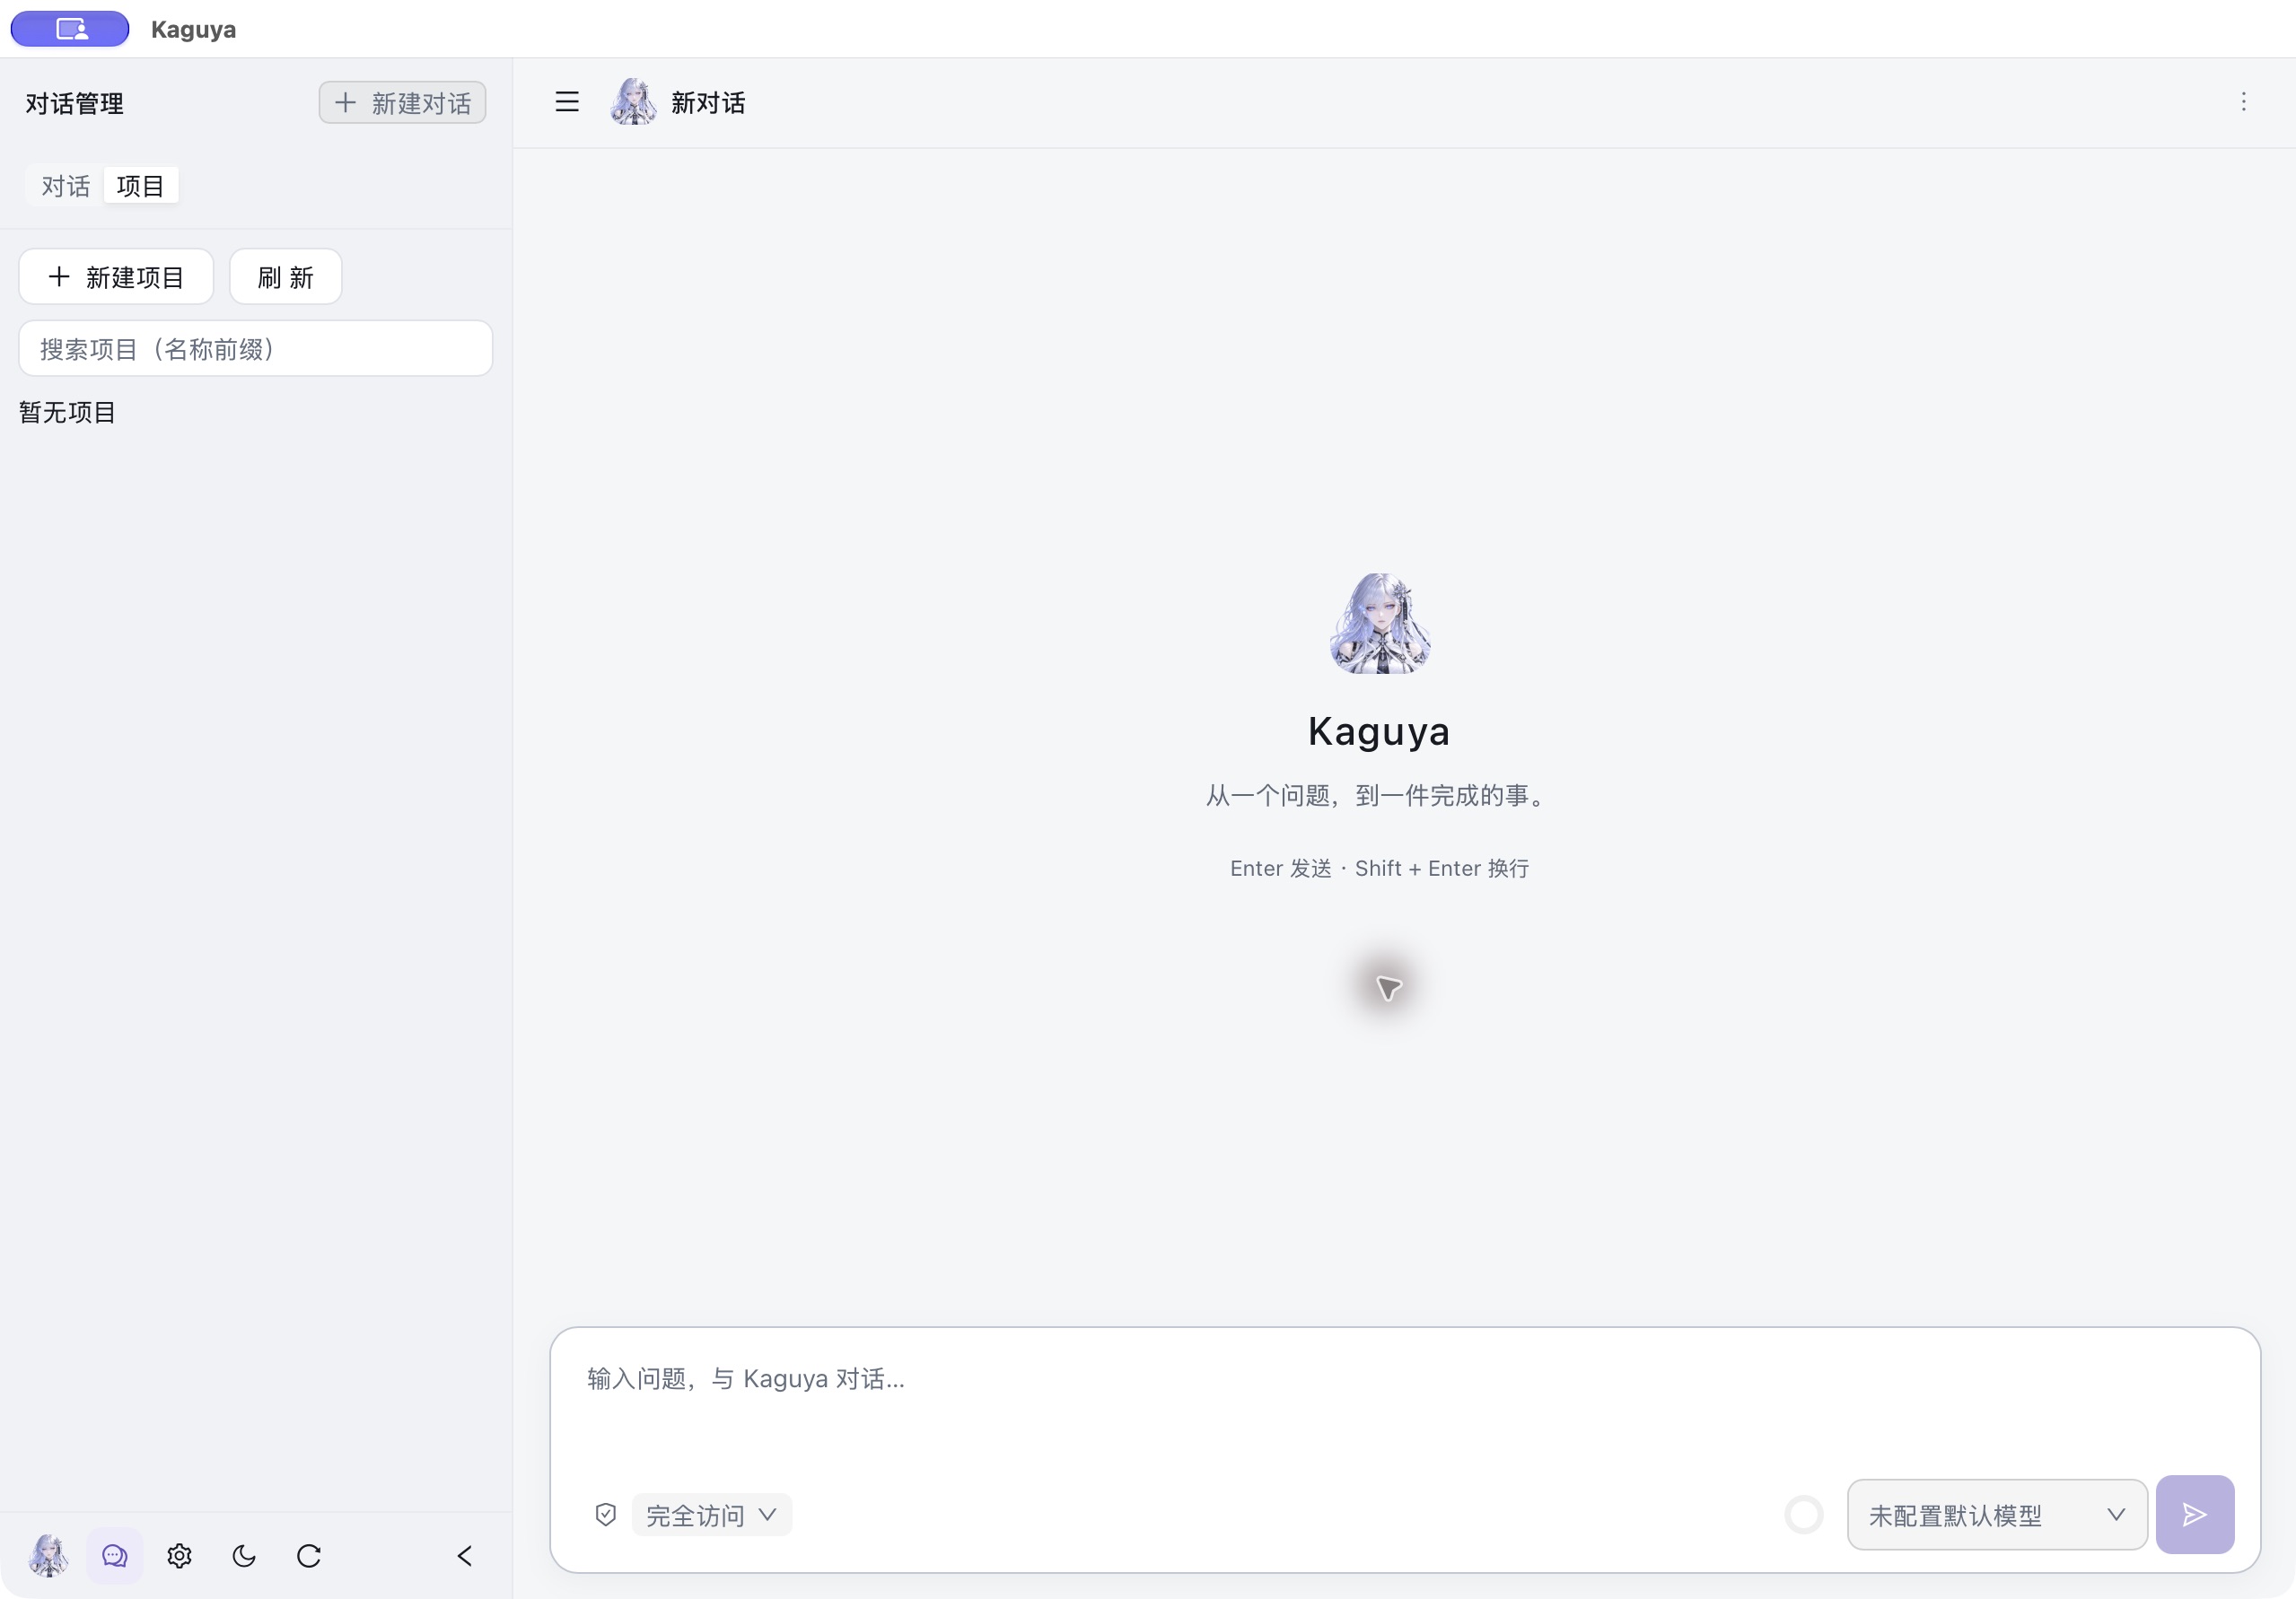 Kaguya
对话管理
新建对话
新对话
对话 项目
新建项目 刷新
搜索项目（名称前缀）
暂无项目
Kaguya
从一个问题，到一件完成的事。
Enter 发送 · Shift + Enter 换行
输入问题，与 Kaguya 对话...
完全访问
未配置默认模型